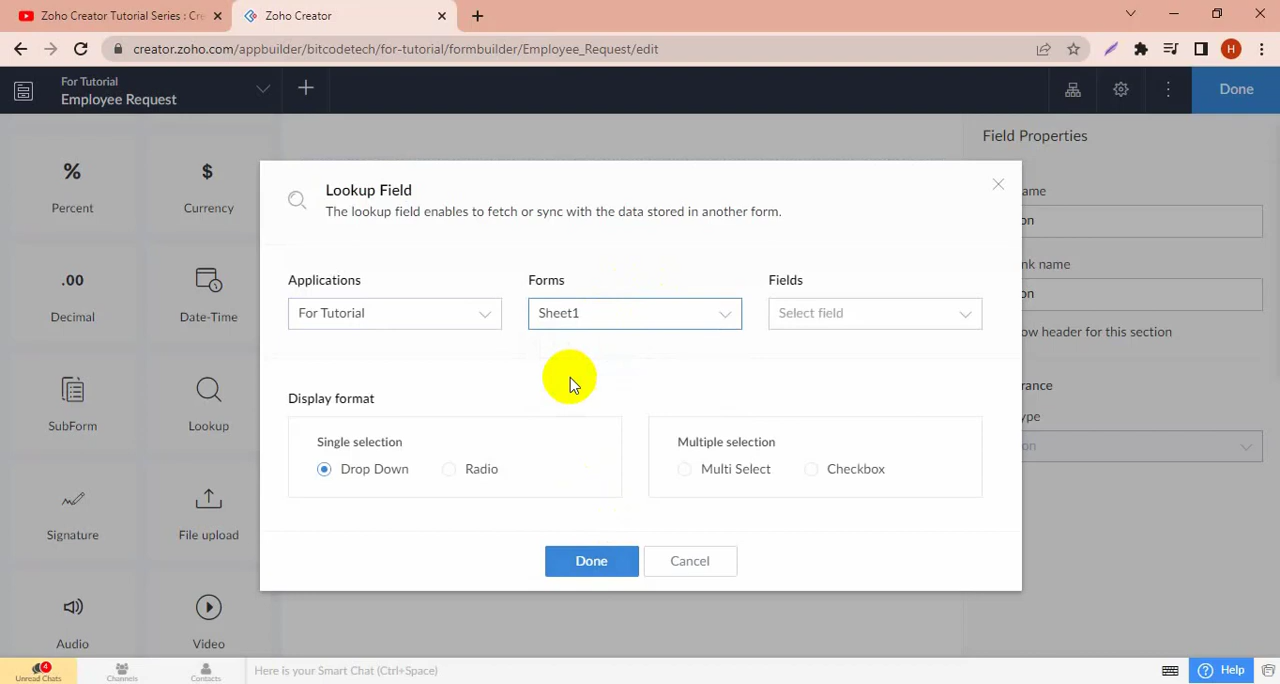 Zoho Creator Tutorial Series : Cre
Zoho Creator
creator.zoho.com/appbuilder/bitcodetech/for-tutorial/formbuilder/Employee_Request/edit
H
For Tutorial
Employee Request
Done
%
Percent
$
Currency
.00
Decimal
Date-Time
SubForm
Lookup
Signature
File upload
Audio
Video
Field Properties
ame
on
nk name
on
ow header for this section
arance
ype
on
Lookup Field
The lookup field enables to fetch or sync with the data stored in another form.
Applications
Forms
Fields
For Tutorial
Sheet1
Select field
Display format
Single selection
Drop Down
Radio
Multiple selection
Multi Select
Checkbox
Done
Cancel
4
Unread Chats
Channels
Contacts
Here is your Smart Chat (Ctrl+Space)
? Help